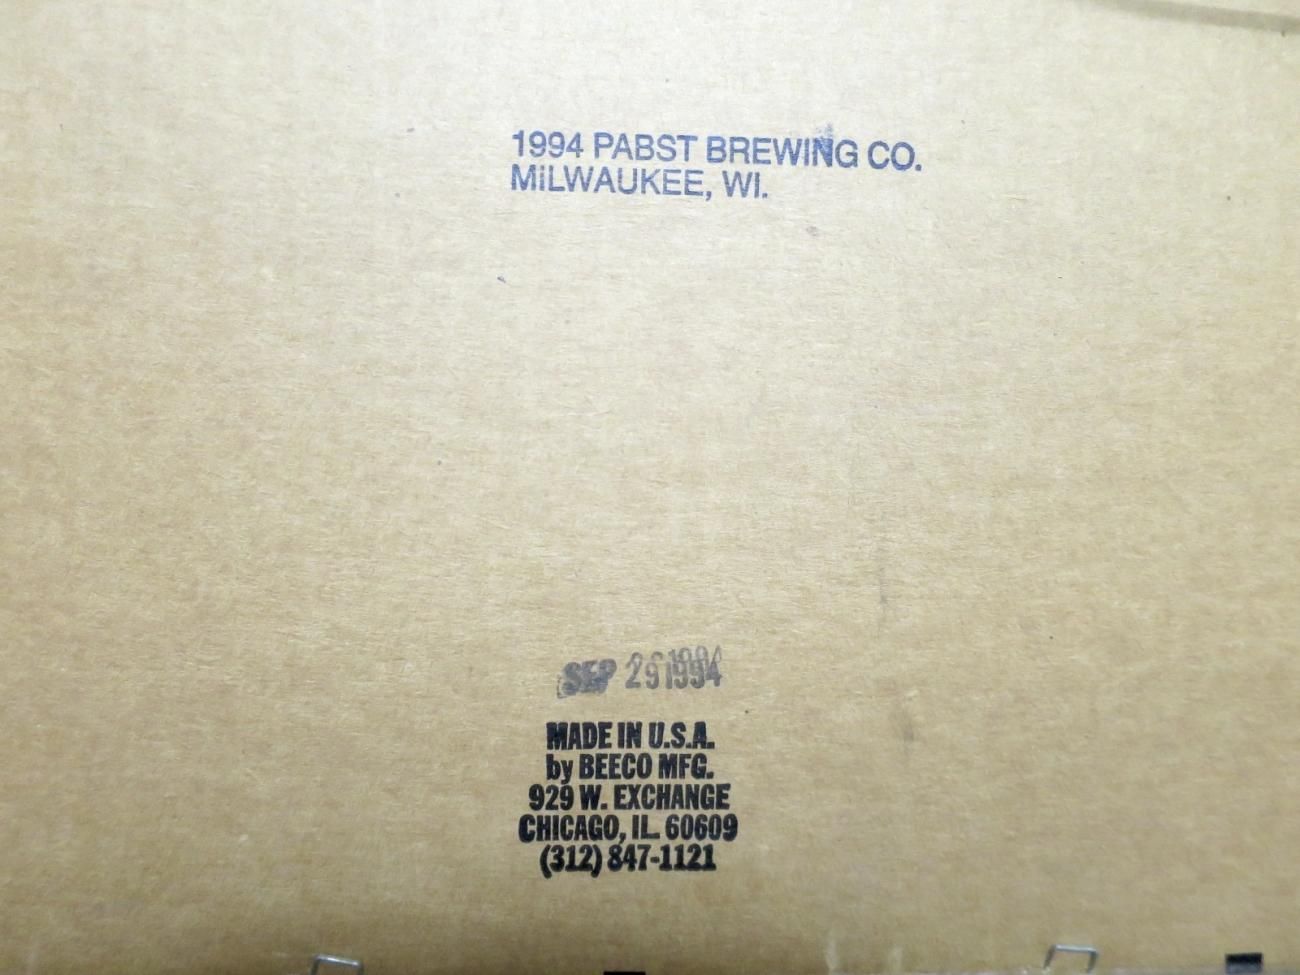 1994 PABST BREWING CO.
MiLWAUKEE, WI.
SEP 29 1994
MADE IN U.S.A.
by BEECO MFG.
929 W. EXCHANGE
CHICAGO, IL 60609
(312) 847-1121